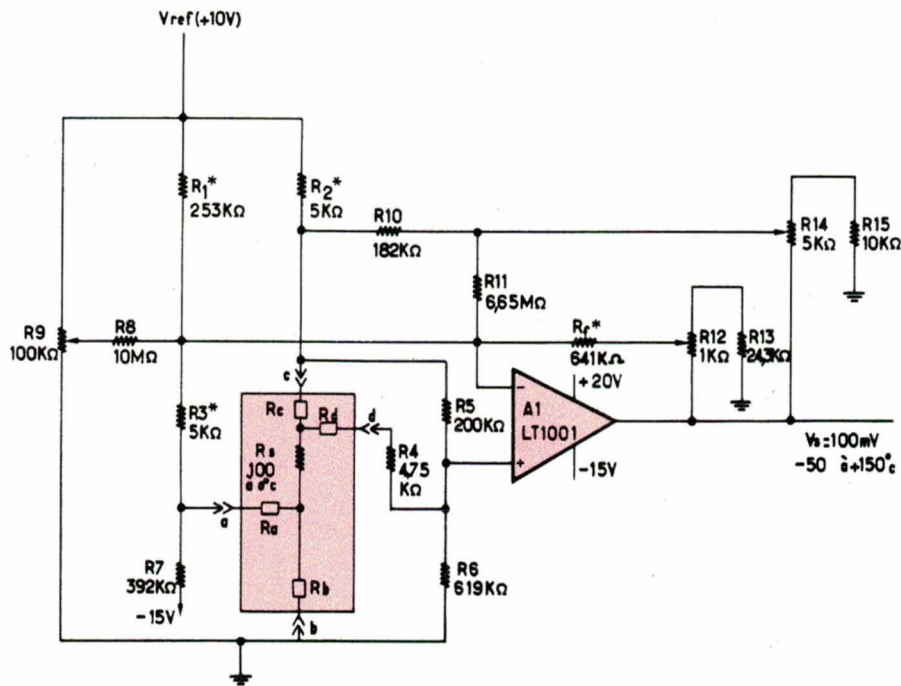 Vref(+10V)
R1*
253KΩ
R2*
5KΩ
R10
182KΩ
R14
5KΩ
R15
10KΩ
R11
6,65MΩ
R9
100KΩ
R8
10MΩ
Rf*
641KΩ
R12
1KΩ
R13
24,3KΩ
+20V
c
Rc
Rd
d
R3*
5KΩ
R5
200KΩ
A1
LT1001
Rs
100
à 0°c
R4
4,75
KΩ
-15V
Vs=100mV
-50 à+150°c
a
Ra
R7
392KΩ
-15V
Rb
b
R6
619KΩ